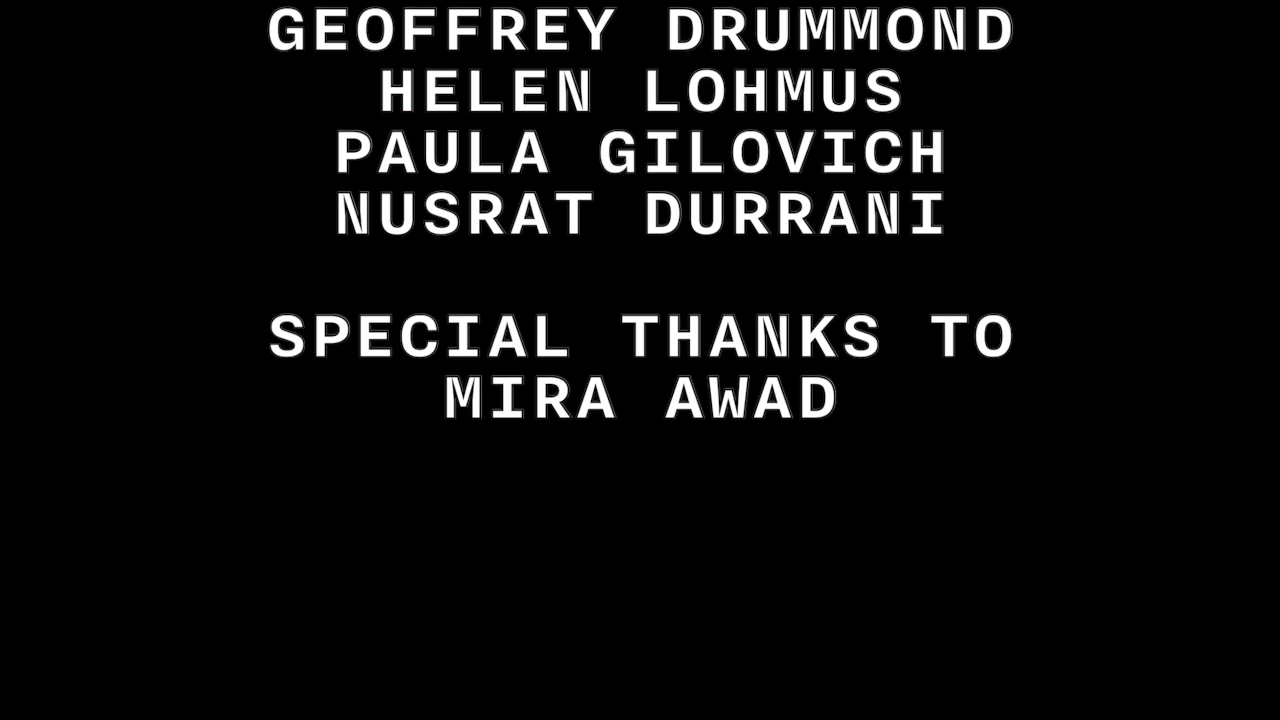 GEOFFREY DRUMMOND
HELEN LOHMUS
PAULA GILOVICH
NUSRAT DURRANI
SPECIAL THANKS TO
MIRA AWAD